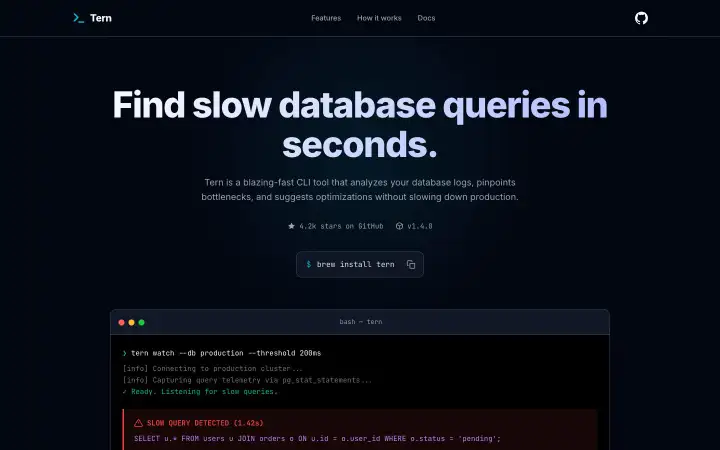 Tern
Features
How it works
Docs
Find slow database queries in
seconds.
Tern is a blazing-fast CLI tool that analyzes your database logs, pinpoints
bottlenecks, and suggests optimizations without slowing down production.
★ 4.2k stars on GitHub
v1.4.0
$ brew install tern
bash — tern
❯ tern watch --db production --threshold 200ms
[info] Connecting to production cluster...
[info] Capturing query telemetry via pg_stat_statements...
✓ Ready. Listening for slow queries.
SLOW QUERY DETECTED (1.42s)
SELECT u.* FROM users u JOIN orders o ON u.id = o.user_id WHERE o.status = 'pending';